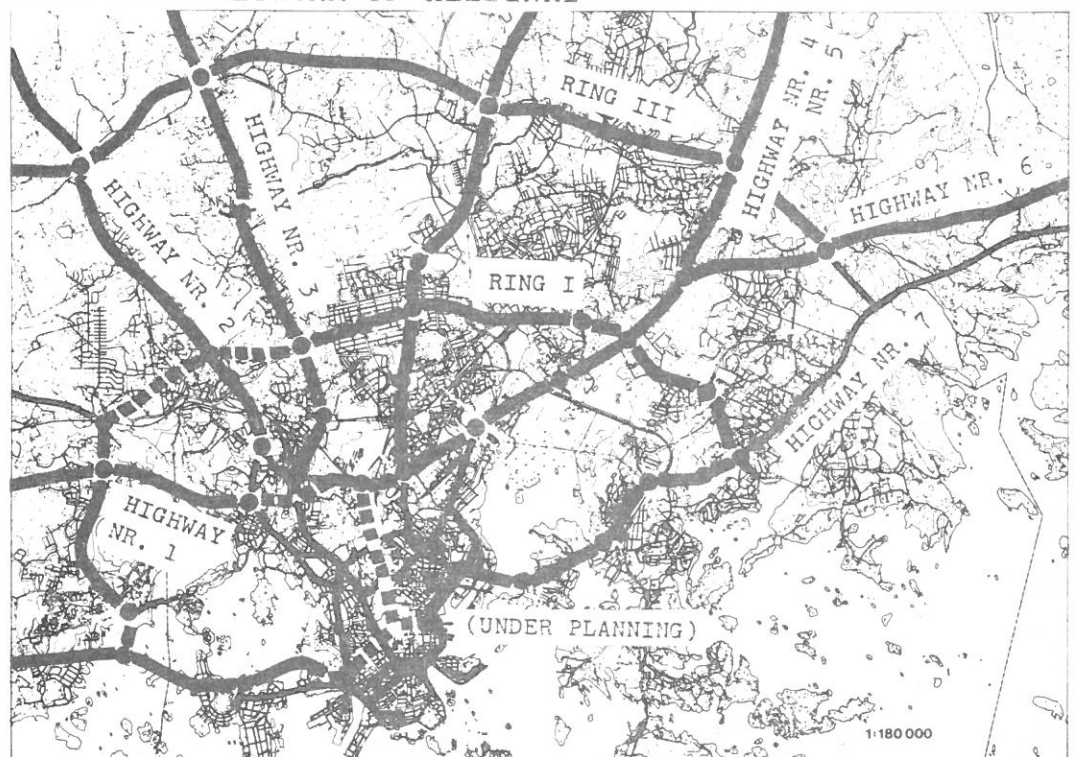 RING III
HIGHWAY NR. 4
NR. 5
HIGHWAY NR. 3
HIGHWAY NR. 2
HIGHWAY NR. 6
RING I
HIGHWAY NR. 7
HIGHWAY
NR. 1
(UNDER PLANNING)
1:180 000